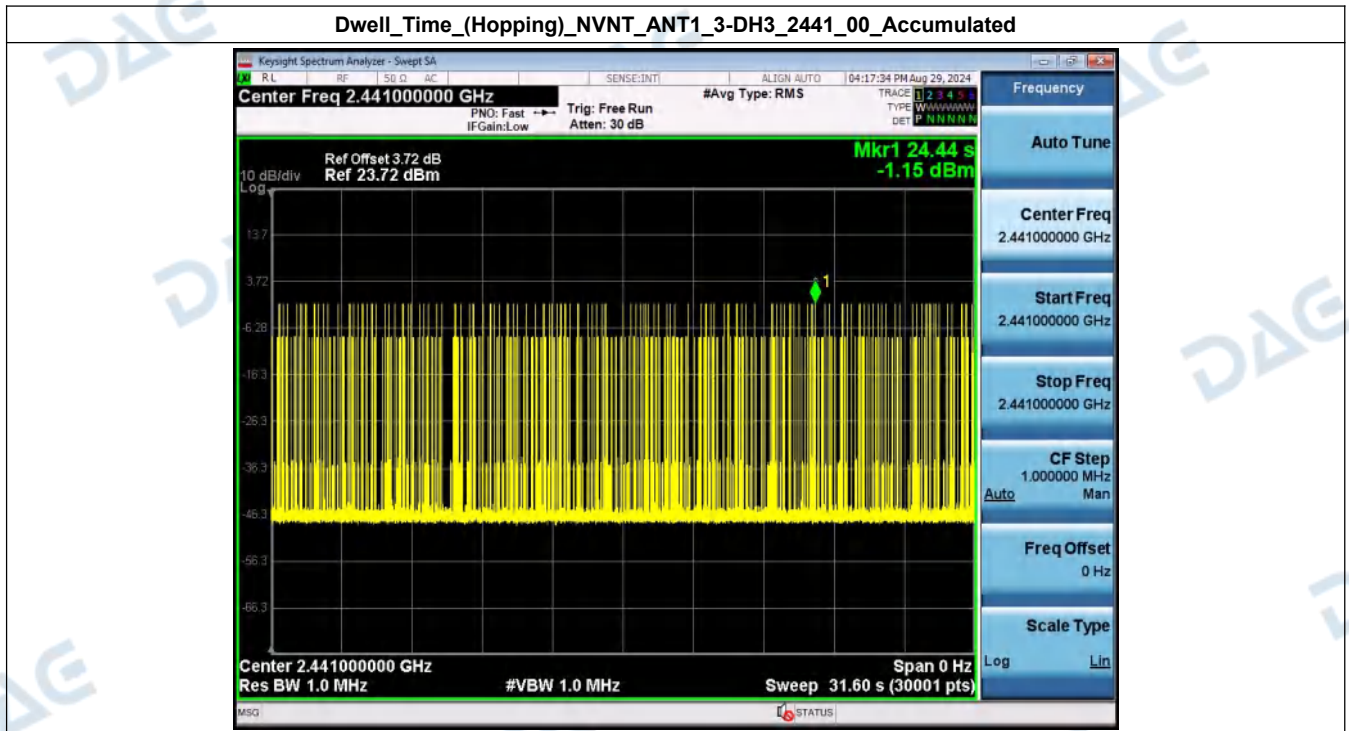 Dwell_Time_(Hopping)_NVNT_ANT1_3-DH3_2441_00_Accumulated
Keysight Spectrum Analyzer - Swept SA
RL RF 50 Ω AC SENSE:INT ALIGN AUTO 04:17:34 PM Aug 29, 2024
Center Freq 2.441000000 GHz
#Avg Type: RMS
TRACE 1 2 3 4 5 6
PNO: Fast
Trig: Free Run
TYPE WWWWWWW
IFGain:Low
Atten: 30 dB
DET P N N N N N
Mkr1 24.44 s
-1.15 dBm
Ref Offset 3.72 dB
10 dB/div Ref 23.72 dBm
Log
13.7
3.72
-6.28
-16.3
-26.3
-36.3
-46.3
-56.3
-66.3
1
Center 2.441000000 GHz Span 0 Hz
Res BW 1.0 MHz #VBW 1.0 MHz Sweep 31.60 s (30001 pts)
MSG STATUS
Frequency
Auto Tune
Center Freq
2.441000000 GHz
Start Freq
2.441000000 GHz
Stop Freq
2.441000000 GHz
CF Step
1.000000 MHz
Auto Man
Freq Offset
0 Hz
Scale Type
Log Lin
DAG
DAG
DAG
DAG